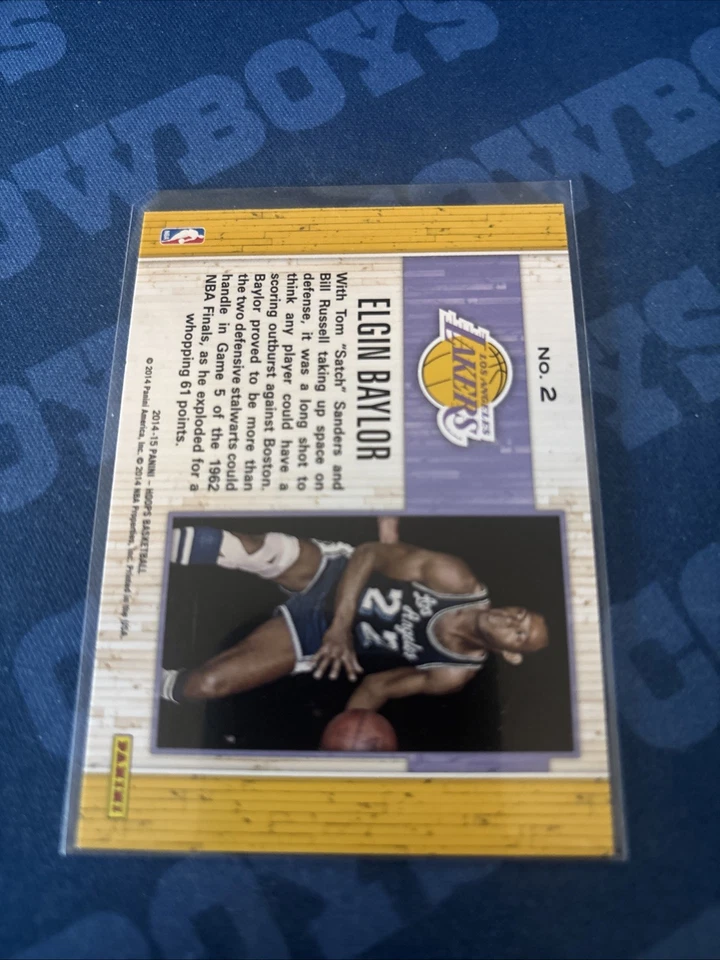 COWBOYS
COWBOYS
No. 2
LOS ANGELES
LAKERS
ELGIN BAYLOR
With Tom "Satch" Sanders and
Bill Russell taking up space on
defense, it was a long shot to
think any player could have a
scoring outburst against Boston.
Baylor proved to be more than
the two defensive stalwarts could
handle in Game 5 of the 1962
NBA Finals, as he exploded for a
whopping 61 points.
2014-15 PANINI – HOOPS BASKETBALL
© 2014 Panini America, Inc. © 2014 NBA Properties, Inc. Printed in the USA.
Los
Angeles
22
NBA
PANINI